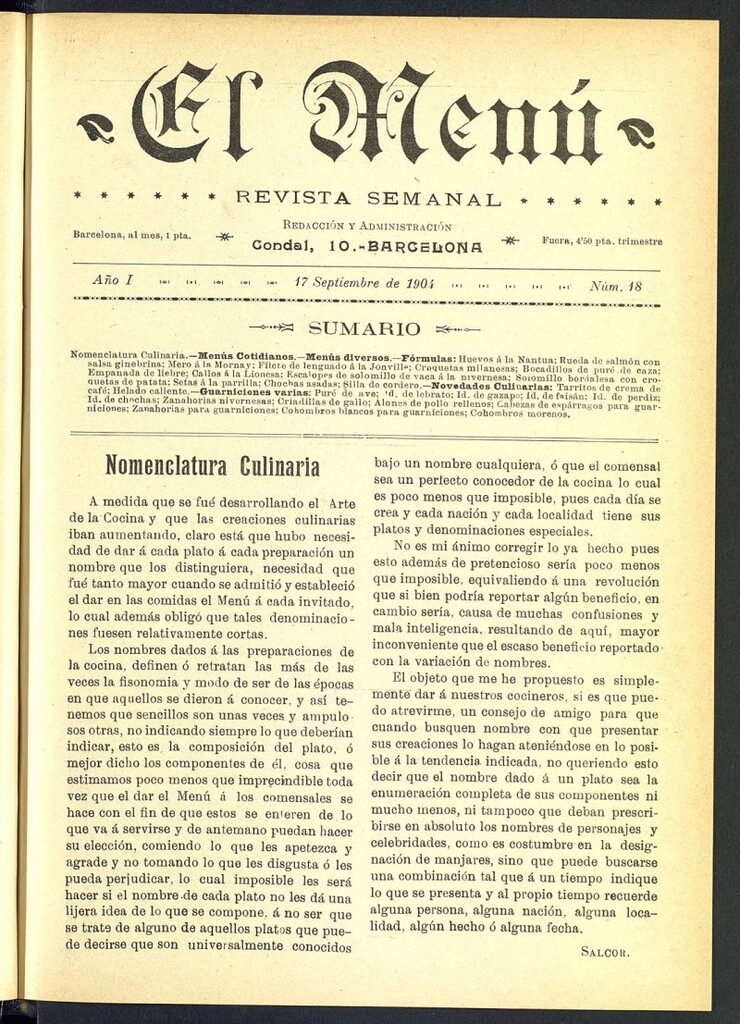 El Menú
REVISTA SEMANAL
REDACCIÓN Y ADMINISTRACIÓN
Barcelona, al mes, 1 pta.
Condal, 10.-BARCELONA
Fuera, 4'50 pta. trimestre
Año I
17 Septiembre de 1904
Núm. 18
SUMARIO
Nomenclatura Culinaria.—Menús Cotidianos.—Menús diversos.—Fórmulas: Huevos á la Nantua; Rueda de salmón con
salsa ginebrina; Mero á la Mornay; Filete de lenguado á la Jonville; Croquetas milanesas; Bocadillos de puré de caza;
Empanada de liebre; Callos á la Lionesa; Escalopes de solomillo de vaca á la nivernesa; Solomillo bordalesa con cro-
quetas de patata; Setas á la parrilla; Chochas asadas; Silla de cordero.—Novedades Culinarias: Tarritos de crema de
café; Helado caliente.—Guarniciones varias: Puré de ave; Id. de lebrato; Id. de gazapo; Id. de faisán; Id. de perdiz;
Id. de chochas; Zanahorias nivernesas; Criadillas de gallo; Alones de pollo rellenos; Cabezas de espárragos para guar-
niciones; Zanahorias para guarniciones; Cohombros blancos para guarniciones; Cohombros morenos.
Nomenclatura Culinaria
A medida que se fué desarrollando el Arte
de la Cocina y que las creaciones culinarias
iban aumentando, claro está que hubo necesi-
dad de dar á cada plato á cada preparación un
nombre que los distinguiera, necesidad que
fué tanto mayor cuando se admitió y estableció
el dar en las comidas el Menú á cada invitado,
lo cual además obligó que tales denominacio-
nes fuesen relativamente cortas.
Los nombres dados á las preparaciones de
la cocina, definen ó retratan las más de las
veces la fisonomia y modo de ser de las épocas
en que aquellos se dieron á conocer, y así te-
nemos que sencillos son unas veces y ampulo-
sos otras, no indicando siempre lo que deberían
indicar, esto es la composición del plato, ó
mejor dicho los componentes de él, cosa que
estimamos poco menos que imprecindible toda
vez que el dar el Menú á los comensales se
hace con el fin de que estos se enteren de lo
que vá á servirse y de antemano puedan hacer
su elección, comiendo lo que les apetezca y
agrade y no tomando lo que les disgusta ó les
pueda perjudicar, lo cual imposible les será
hacer si el nombre de cada plato no les dá una
lijera idea de lo que se compone, á no ser que
se trate de alguno de aquellos platos que pue-
de decirse que son universalmente conocidos
bajo un nombre cualquiera, ó que el comensal
sea un perfecto conocedor de la cocina lo cual
es poco menos que imposible, pues cada día se
crea y cada nación y cada localidad tiene sus
platos y denominaciones especiales.
No es mi ánimo corregir lo ya hecho pues
esto además de pretencioso sería poco menos
que imposible, equivaliendo á una revolución
que si bien podría reportar algún beneficio, en
cambio sería, causa de muchas confusiones y
mala inteligencia, resultando de aquí, mayor
inconveniente que el escaso beneficio reportado
con la variación de nombres.
El objeto que me he propuesto es simple-
mente dar á nuestros cocineros, si es que pue-
do atrevirme, un consejo de amigo para que
cuando busquen nombre con que presentar
sus creaciones lo hagan ateniéndose en lo posi-
ble á la tendencia indicada, no queriendo esto
decir que el nombre dado á un plato sea la
enumeración completa de sus componentes ni
mucho menos, ni tampoco que deban prescri-
birse en absoluto los nombres de personajes y
celebridades, como es costumbre en la desig-
nación de manjares, sino que puede buscarse
una combinación tal que á un tiempo indique
lo que se presenta y al propio tiempo recuerde
alguna persona, alguna nación, alguna loca-
lidad, algún hecho ó alguna fecha.
SALCOR.